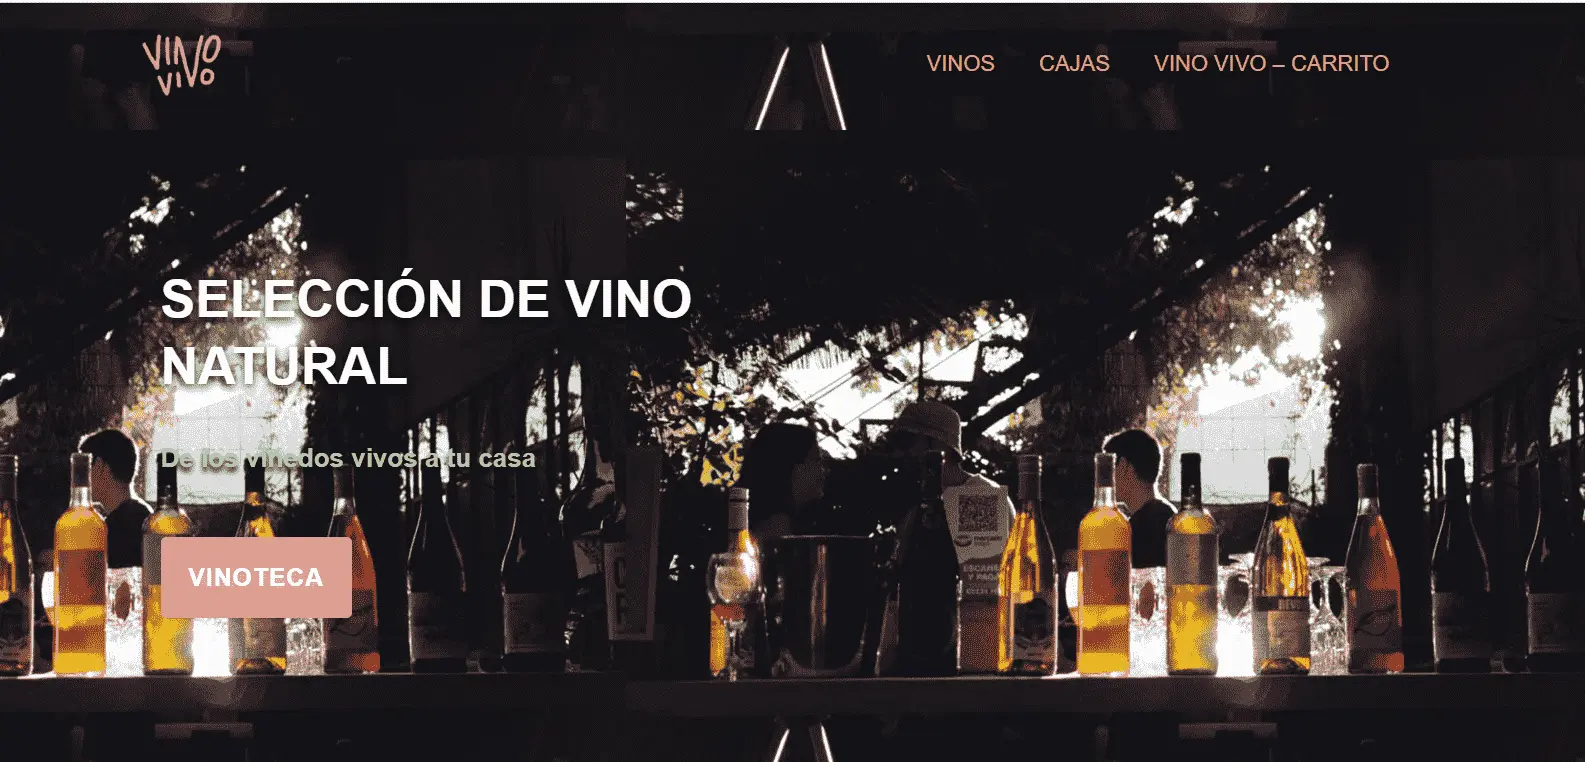 VINO
VIVO
VINOS
CAJAS
VINO VIVO – CARRITO
SELECCIÓN DE VINO
NATURAL
De los viñedos vivos a tu casa
VINOTECA